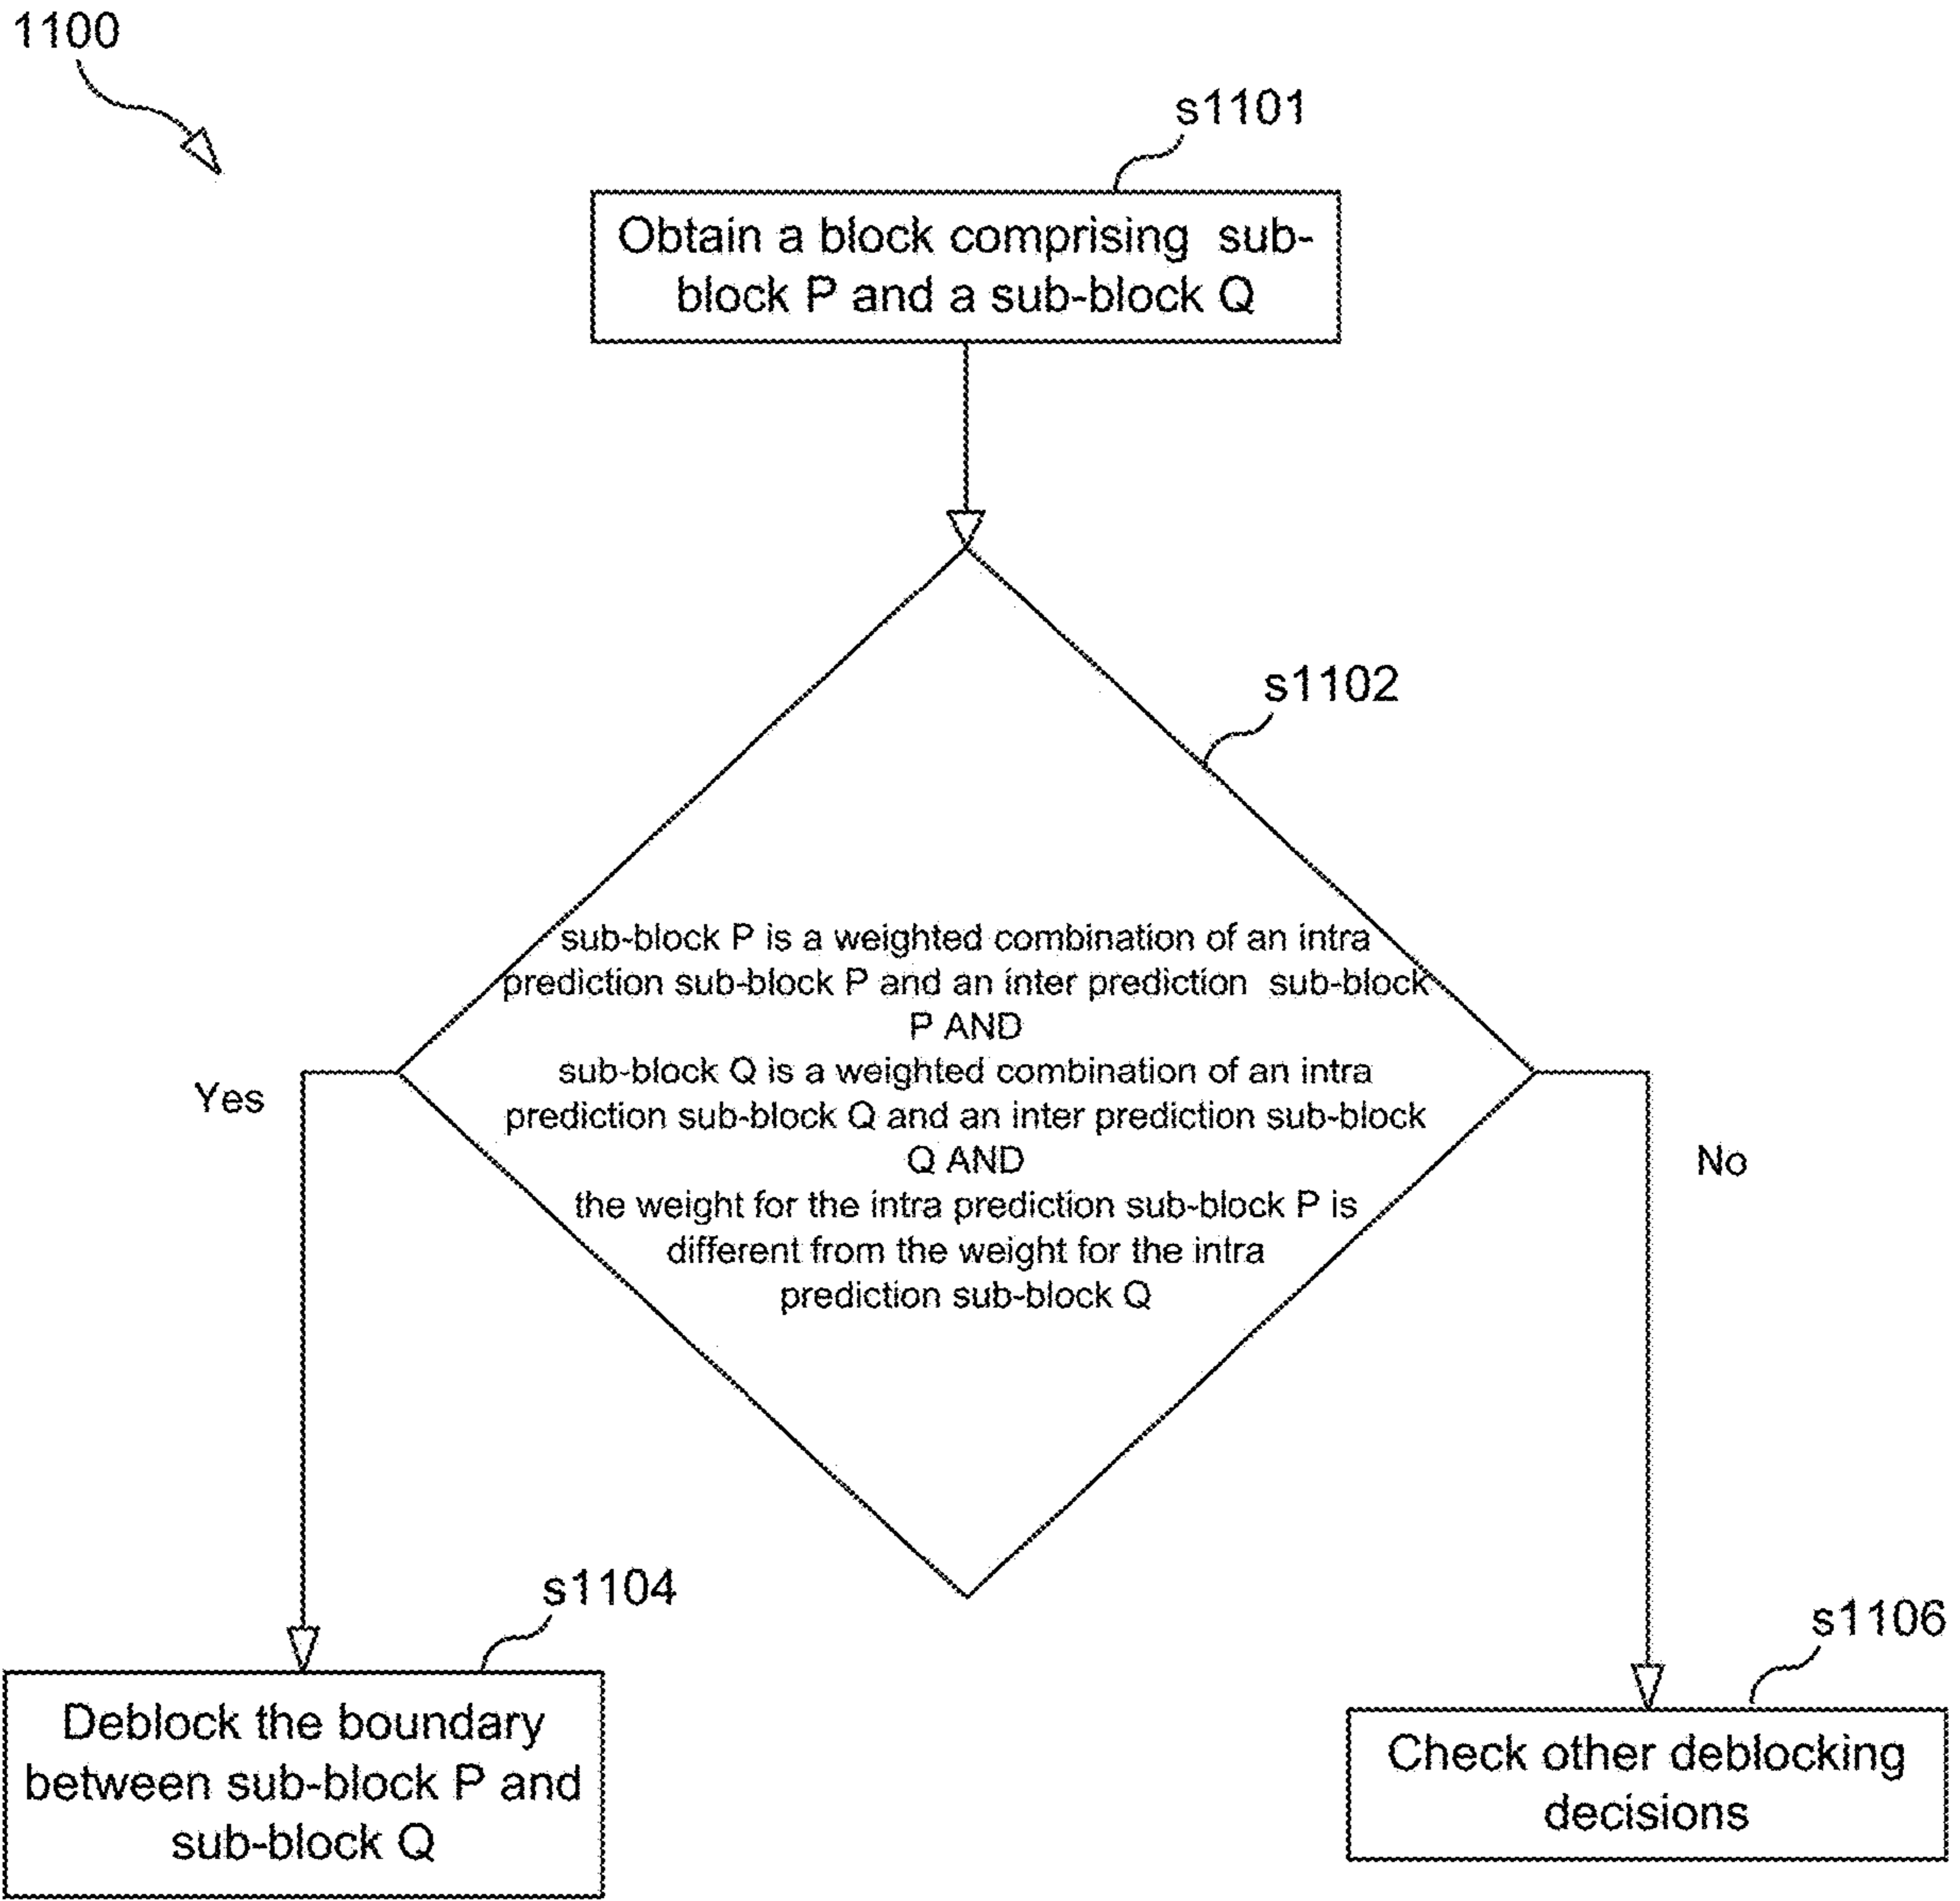 1100
s1101
Obtain a block comprising sub-
block P and a sub-block Q
s1102
sub-block P is a weighted combination of an intra
prediction sub-block P and an inter prediction sub-block
P AND
sub-block Q is a weighted combination of an intra
prediction sub-block Q and an inter prediction sub-block
Q AND
the weight for the intra prediction sub-block P is
different from the weight for the intra
prediction sub-block Q
Yes
No
s1104
Deblock the boundary
between sub-block P and
sub-block Q
s1106
Check other deblocking
decisions